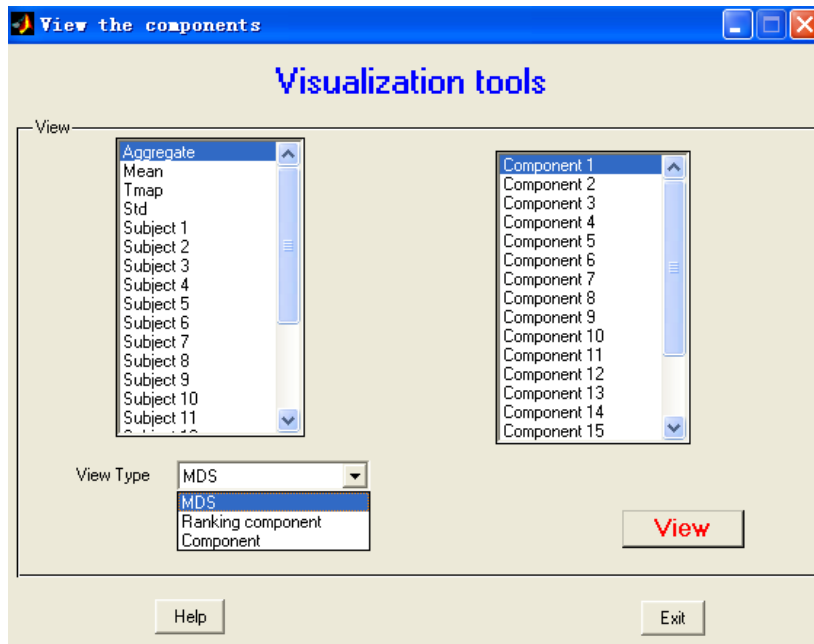 View the components
Visualization tools
View
Aggregate
Mean
Tmap
Std
Subject 1
Subject 2
Subject 3
Subject 4
Subject 5
Subject 6
Subject 7
Subject 8
Subject 9
Subject 10
Subject 11
Component 1
Component 2
Component 3
Component 4
Component 5
Component 6
Component 7
Component 8
Component 9
Component 10
Component 11
Component 12
Component 13
Component 14
Component 15
View Type MDS
MDS
Ranking component
Component
View
Help Exit